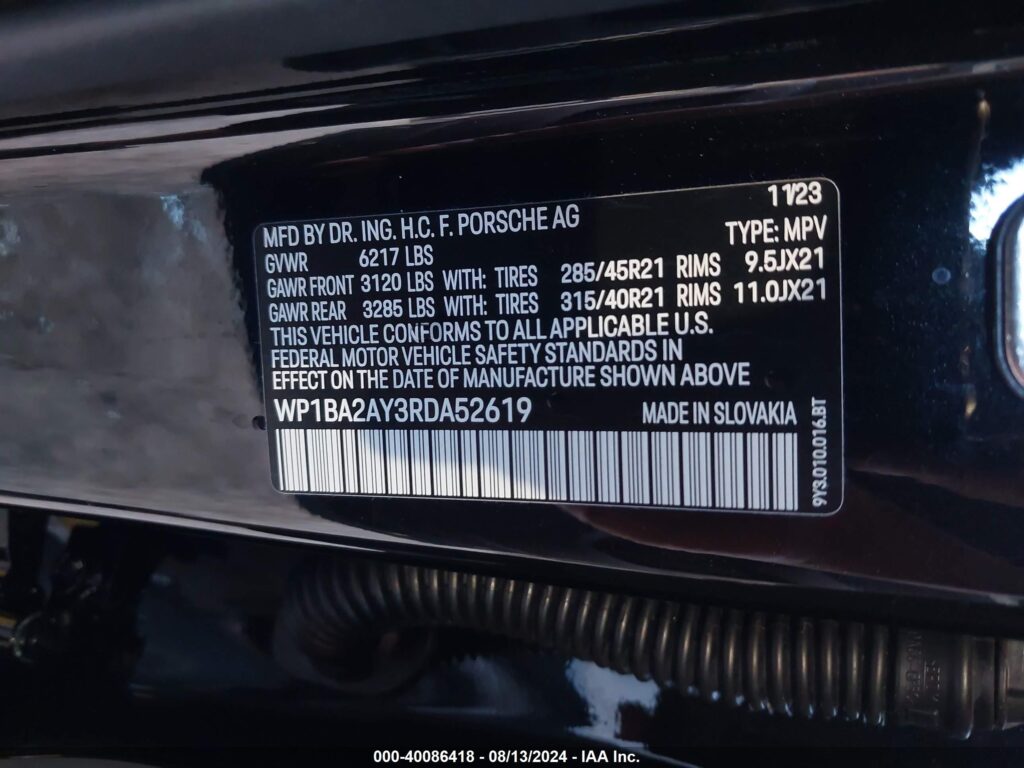 11/23
MFD BY DR. ING. H.C. F. PORSCHE AG
TYPE: MPV
GVWR 6217 LBS
GAWR FRONT 3120 LBS WITH: TIRES 285/45R21 RIMS 9.5JX21
GAWR REAR 3285 LBS WITH: TIRES 315/40R21 RIMS 11.0JX21
THIS VEHICLE CONFORMS TO ALL APPLICABLE U.S.
FEDERAL MOTOR VEHICLE SAFETY STANDARDS IN
EFFECT ON THE DATE OF MANUFACTURE SHOWN ABOVE
WP1BA2AY3RDA52619 MADE IN SLOVAKIA
9Y3.010.016.BT
000-40086418 - 08/13/2024 - IAA Inc.